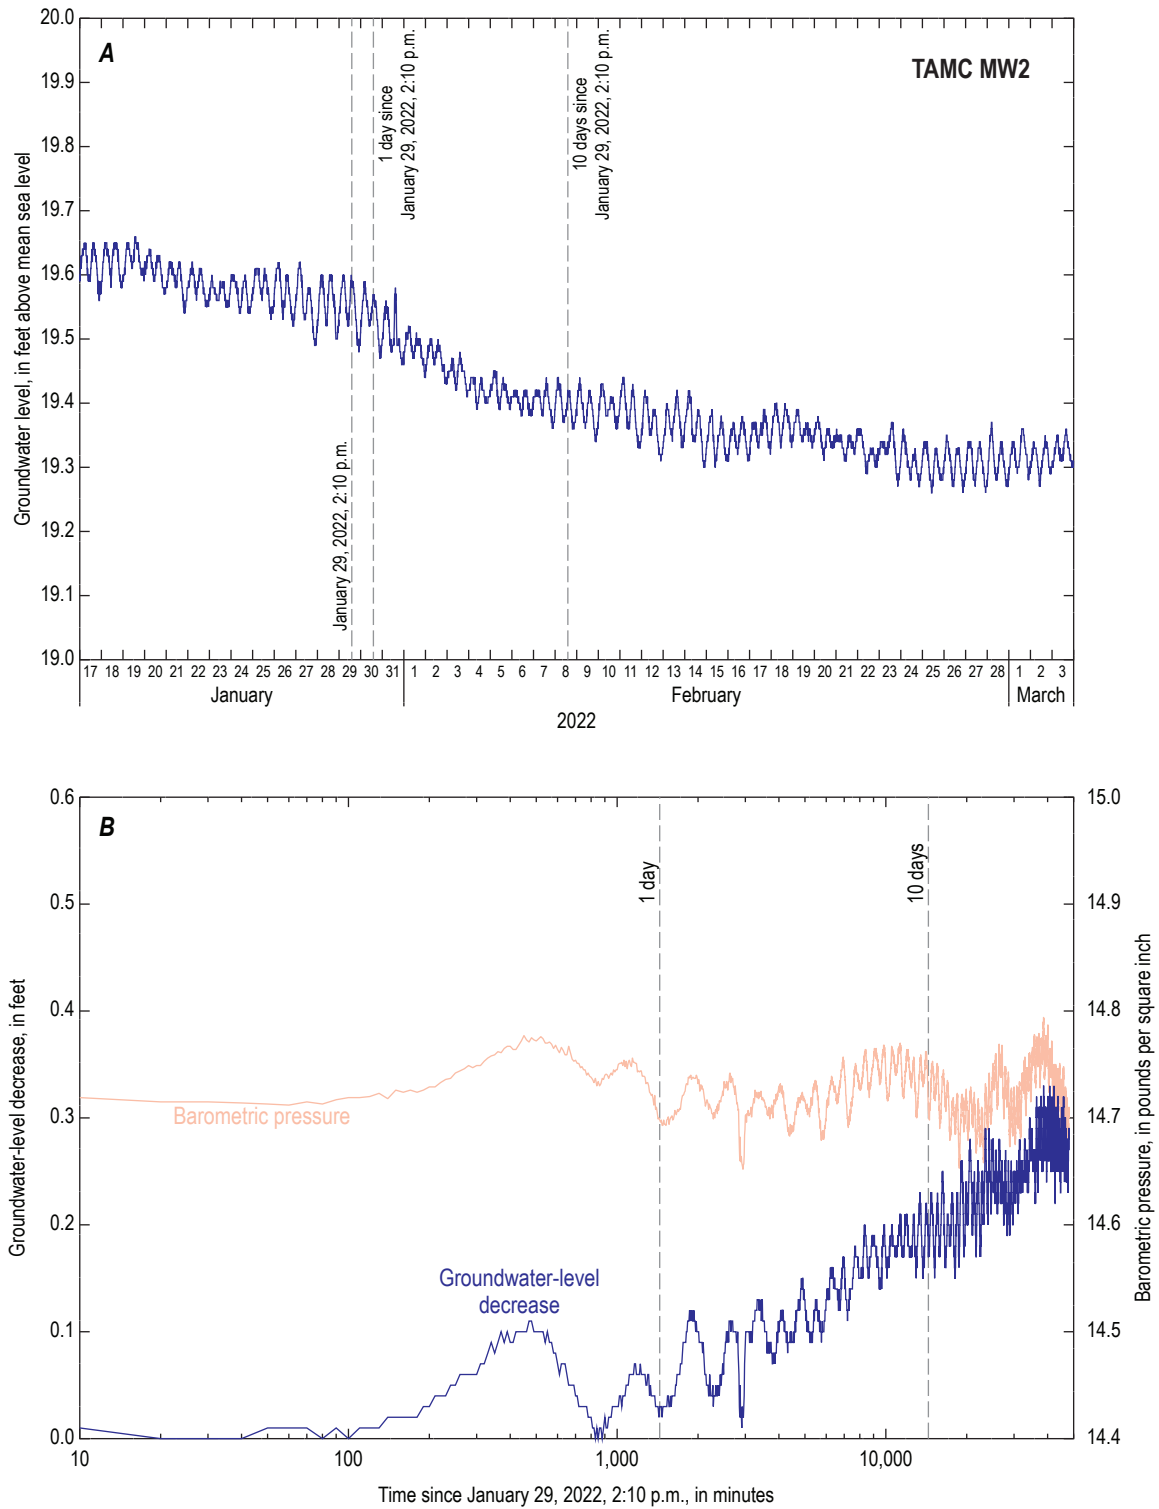 A
TAMC MW2
Groundwater level, in feet above mean sea level
20.0
19.9
19.8
19.7
19.6
19.5
19.4
19.3
19.2
19.1
19.0
January 29, 2022, 2:10 p.m.
1 day since
January 29, 2022, 2:10 p.m.
10 days since
January 29, 2022, 2:10 p.m.
17 18 19 20 21 22 23 24 25 26 27 28 29 30 31 1 2 3 4 5 6 7 8 9 10 11 12 13 14 15 16 17 18 19 20 21 22 23 24 25 26 27 28 1 2 3
January February March
2022
B
Groundwater-level decrease, in feet
0.6
0.5
0.4
0.3
0.2
0.1
0.0
1 day
10 days
Barometric pressure
Groundwater-level
decrease
15.0
14.9
14.8
14.7
14.6
14.5
14.4
Barometric pressure, in pounds per square inch
10 100 1,000 10,000
Time since January 29, 2022, 2:10 p.m., in minutes